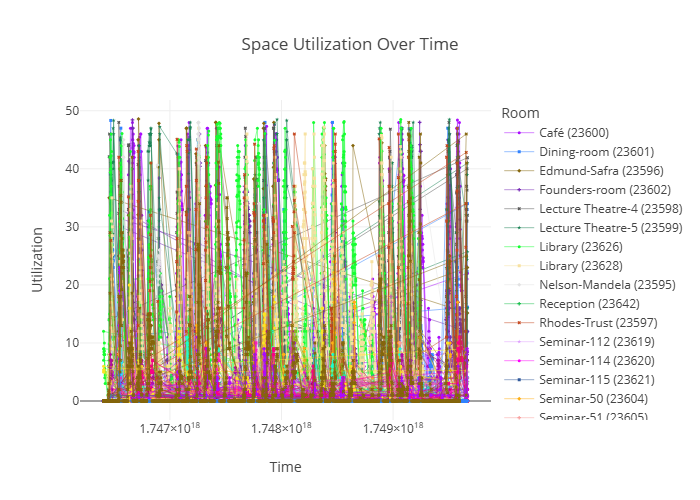 Space Utilization Over Time
Room
Café (23600)
Dining-room (23601)
Edmund-Safra (23596)
Founders-room (23602)
Lecture Theatre-4 (23598)
Lecture Theatre-5 (23599)
Library (23626)
Library (23628)
Nelson-Mandela (23595)
Reception (23642)
Rhodes-Trust (23597)
Seminar-112 (23619)
Seminar-114 (23620)
Seminar-115 (23621)
Seminar-50 (23604)
Seminar-51 (23605)
Utilization
50
40
30
20
10
0
1.747×10¹⁸
1.748×10¹⁸
1.749×10¹⁸
Time